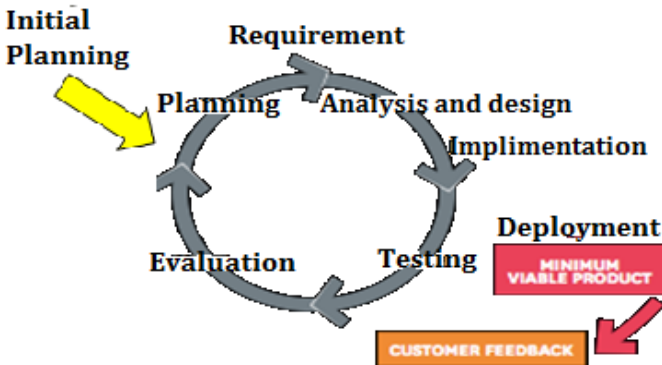 Initial
Planning
Requirement
Planning
Analysis and design
Implimentation
Deployment
MINIMUM
VIABLE PRODUCT
Testing
Evaluation
CUSTOMER FEEDBACK